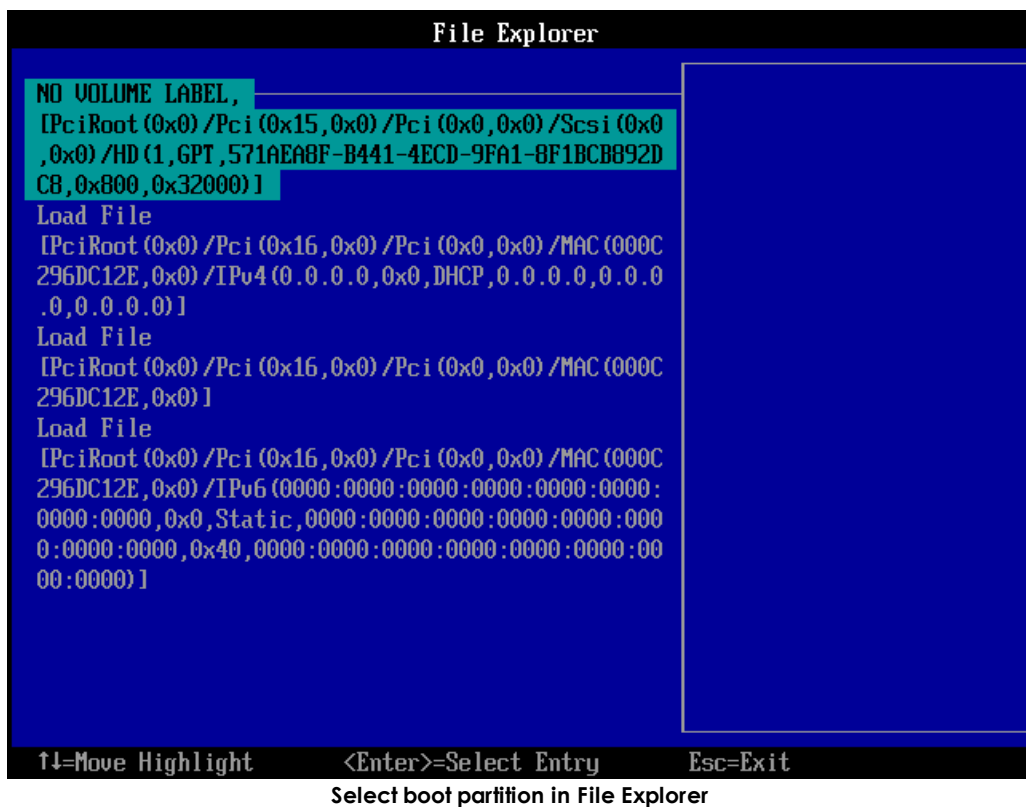 File Explorer
NO VOLUME LABEL,
[PciRoot(0x0)/Pci(0x15,0x0)/Pci(0x0,0x0)/Scsi(0x0
,0x0)/HD(1,GPT,571AEA8F-B441-4ECD-9FA1-8F1BCB892D
C8,0x800,0x32000)]
Load File
[PciRoot(0x0)/Pci(0x16,0x0)/Pci(0x0,0x0)/MAC(000C
296DC12E,0x0)/IPv4(0.0.0.0,0x0,DHCP,0.0.0.0,0.0.0
.0,0.0.0.0)]
Load File
[PciRoot(0x0)/Pci(0x16,0x0)/Pci(0x0,0x0)/MAC(000C
296DC12E,0x0)]
Load File
[PciRoot(0x0)/Pci(0x16,0x0)/Pci(0x0,0x0)/MAC(000C
296DC12E,0x0)/IPv6(0000:0000:0000:0000:0000:0000:
0000:0000,0x0,Static,0000:0000:0000:0000:0000:000
0:0000:0000,0x40,0000:0000:0000:0000:0000:0000:00
00:0000)]
↑↓=Move Highlight <Enter>=Select Entry Esc=Exit
Select boot partition in File Explorer